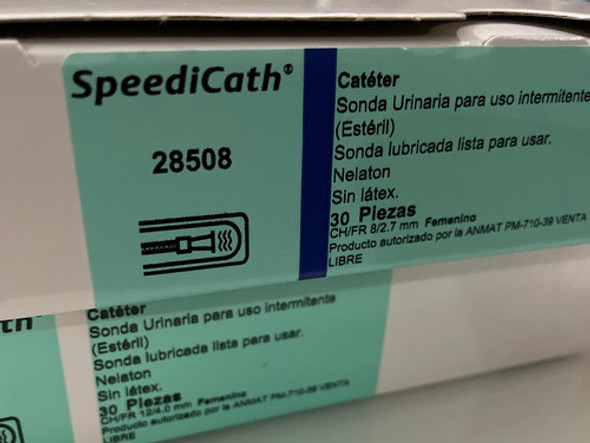 SpeediCath®
28508
Catéter
Sonda Urinaria para uso intermitente
(Estéril)
Sonda lubricada lista para usar.
Nelaton
Sin látex.
30 Piezas
CH/FR 8/2.7 mm Femenino
Producto autorizado por la ANMAT PM-710-39 VENTA
LIBRE
th®
Catéter
Sonda Urinaria para uso intermitente
(Estéril)
Sonda lubricada lista para usar.
Nelaton
Sin látex.
30 Piezas
CH/FR 12/4.0 mm Femenino
Producto autorizado por la ANMAT PM-710-39 VENTA
LIBRE